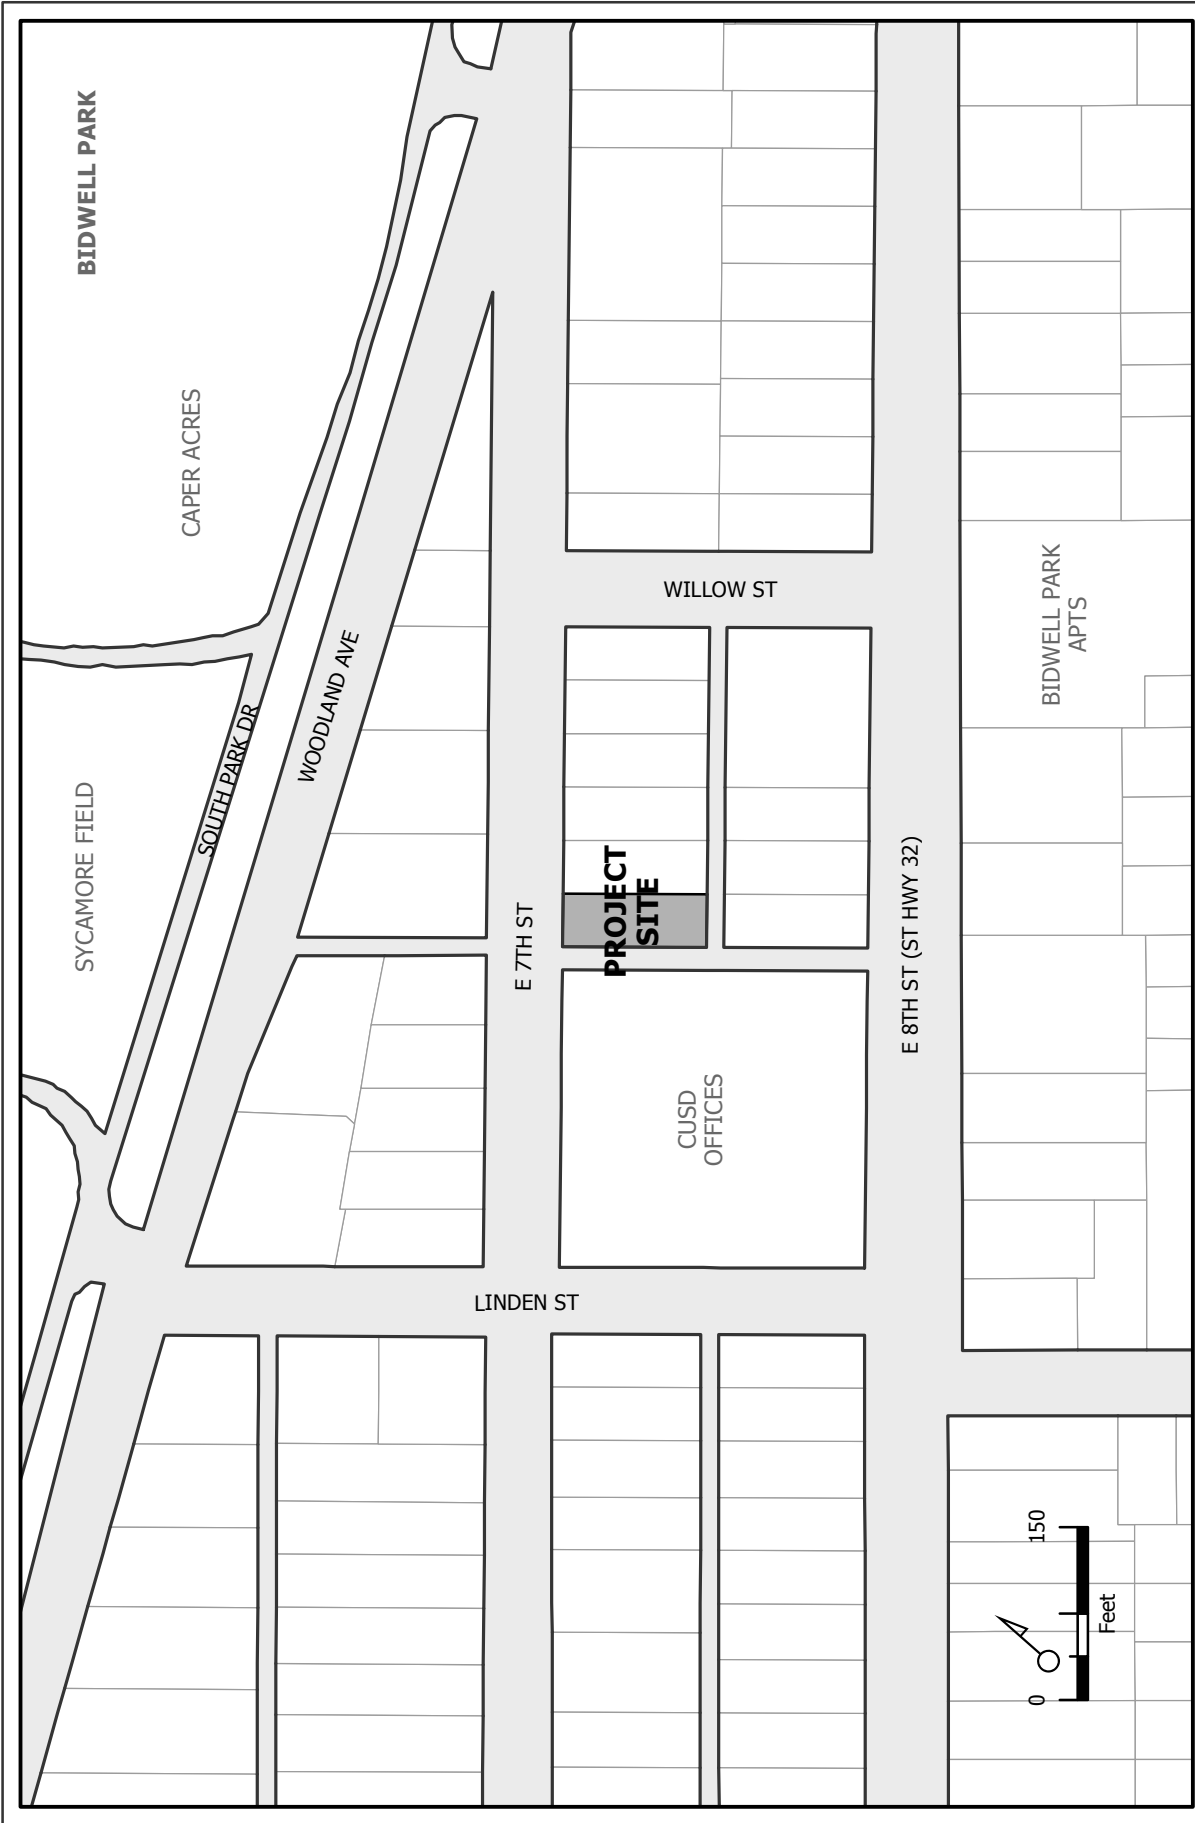 BIDWELL PARK
CAPER ACRES
SYCAMORE FIELD
SOUTH PARK DR
WOODLAND AVE
WILLOW ST
BIDWELL PARK
APTS
E 7TH ST
PROJECT
SITE
E 8TH ST (ST HWY 32)
CUSD
OFFICES
LINDEN ST
0
150
Feet